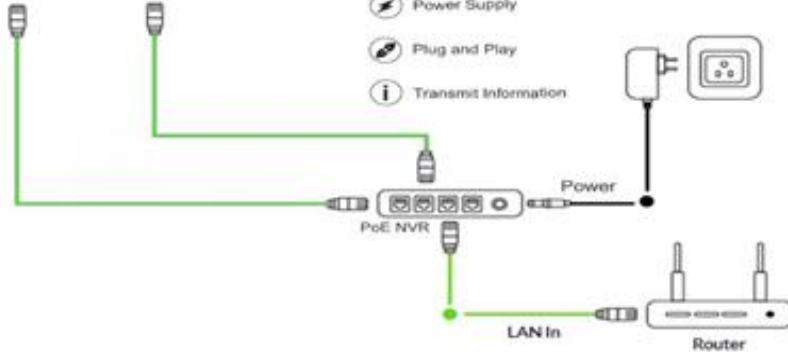 Power Supply
Plug and Play
i Transmit Information
Power
PoE NVR
LAN In
Router